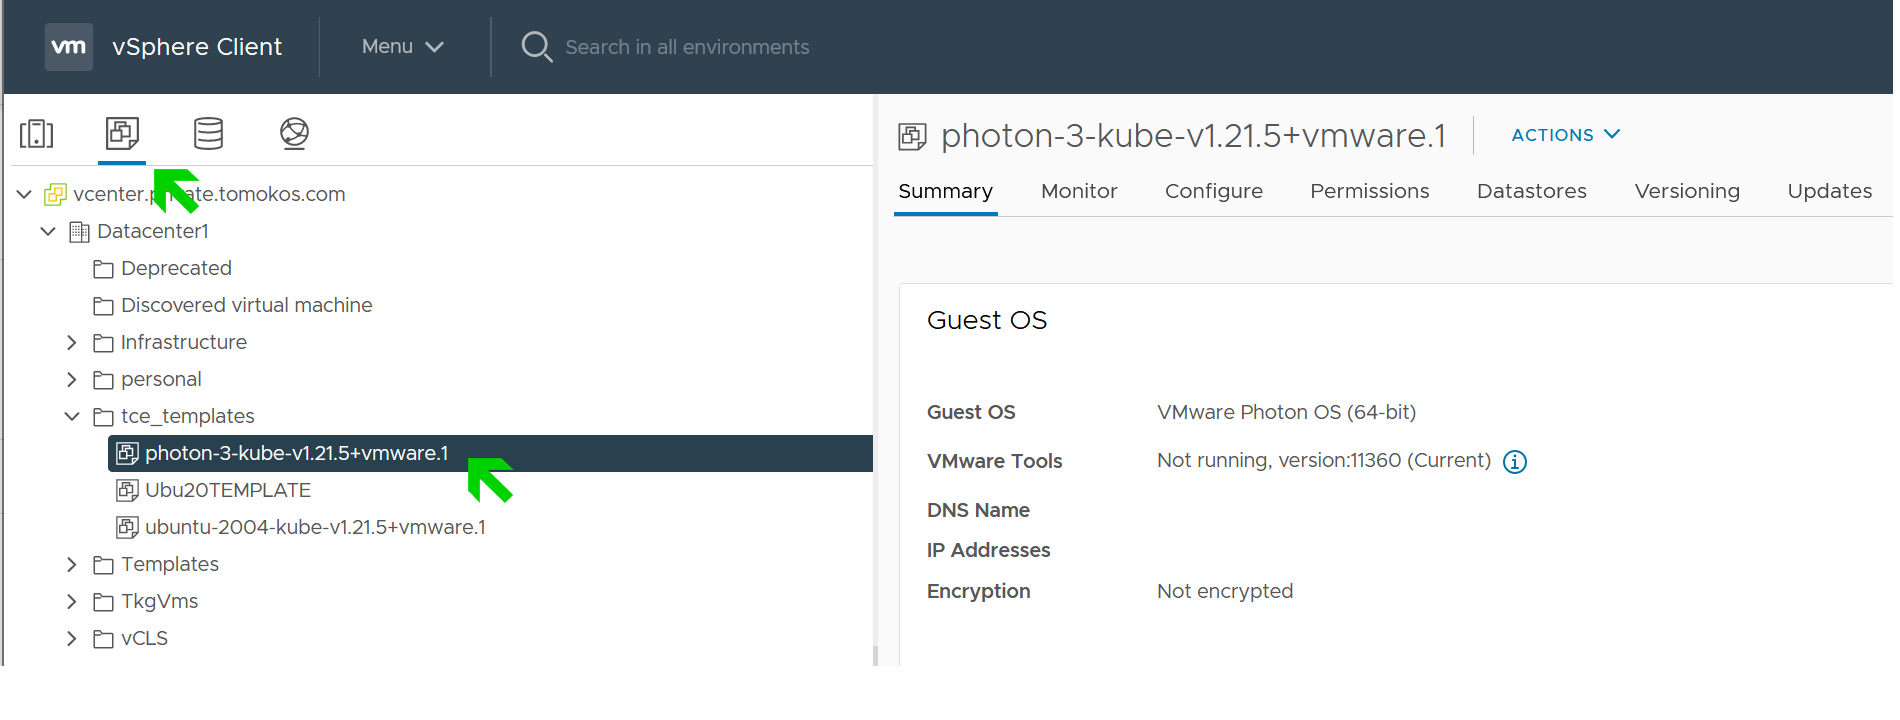 vm vSphere Client Menu Search in all environments
photon-3-kube-v1.21.5+vmware.1 ACTIONS
Summary Monitor Configure Permissions Datastores Versioning Updates
vcenter.private.tomokos.com
Datacenter1
Deprecated
Discovered virtual machine
Infrastructure
personal
tce_templates
photon-3-kube-v1.21.5+vmware.1
Ubu20TEMPLATE
ubuntu-2004-kube-v1.21.5+vmware.1
Templates
TkgVms
vCLS
Guest OS
Guest OS VMware Photon OS (64-bit)
VMware Tools Not running, version:11360 (Current)
DNS Name
IP Addresses
Encryption Not encrypted